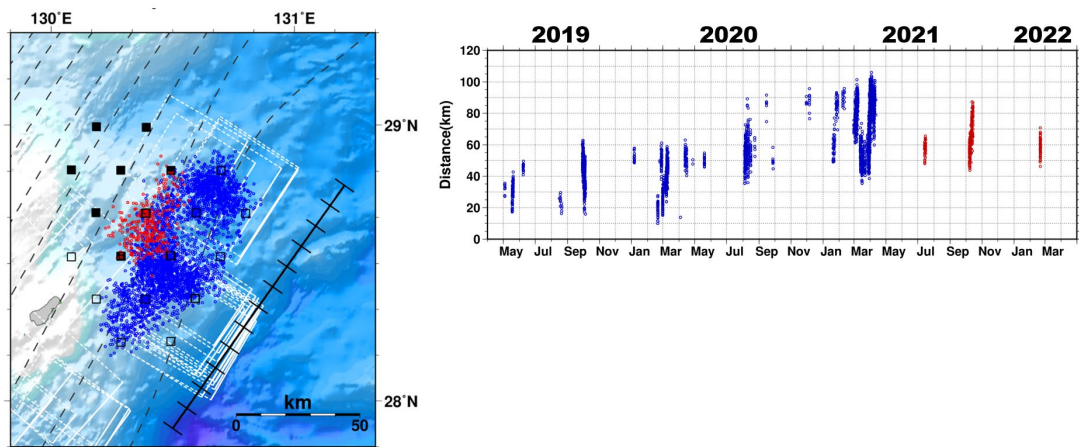 130˚E 131˚E
29˚N
28˚N
km
0 50
2019 2020 2021 2022
Distance(km)
120
100
80
60
40
20
0
May Jul Sep Nov Jan Mar May Jul Sep Nov Jan Mar May Jul Sep Nov Jan Mar